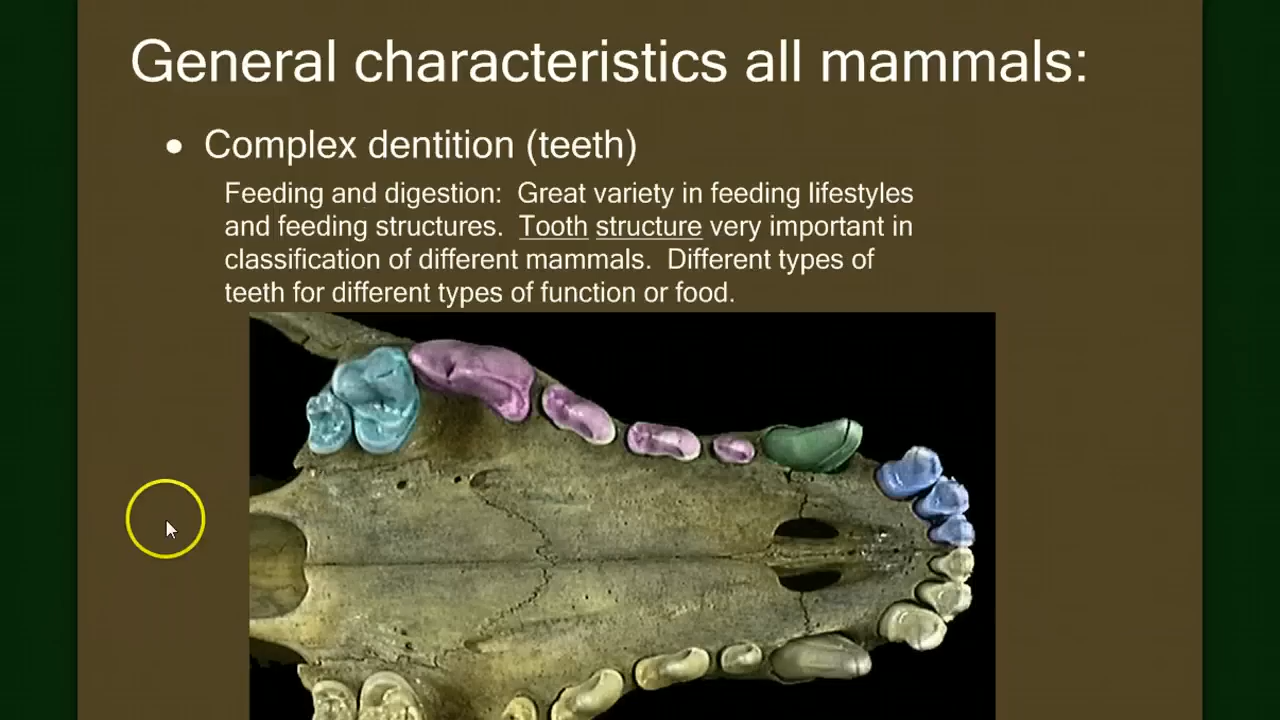 General characteristics all mammals:
• Complex dentition (teeth)
Feeding and digestion:  Great variety in feeding lifestyles
and feeding structures.  Tooth structure very important in
classification of different mammals.  Different types of
teeth for different types of function or food.